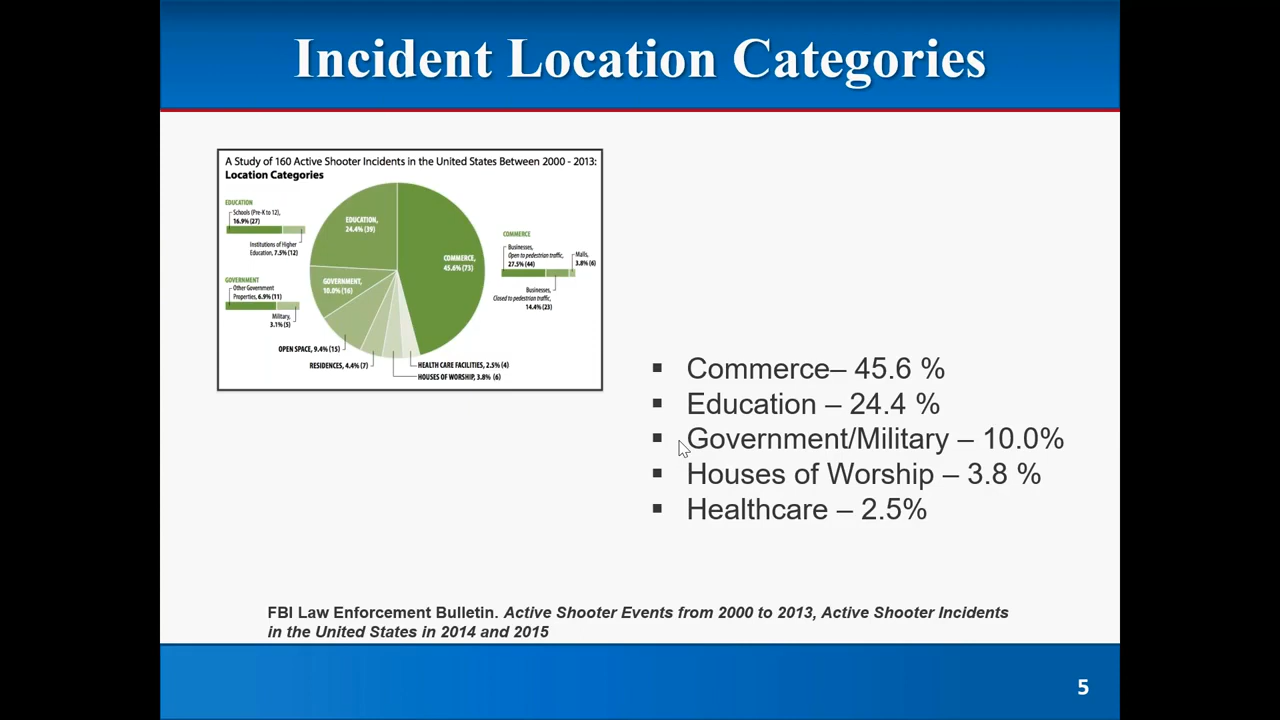 Incident Location Categories
A Study of 160 Active Shooter Incidents in the United States Between 2000 - 2013:
Location Categories
EDUCATION
Schools (Pre-K to 12),
16.9% (27)
Institutions of Higher
Education, 7.5% (12)
GOVERNMENT
Other Government
Properties, 6.9% (11)
Military,
3.1% (5)
EDUCATION,
24.4% (39)
GOVERNMENT,
10.0% (16)
COMMERCE,
45.6% (73)
OPEN SPACE, 9.4% (15)
RESIDENCES, 4.4% (7)
HEALTH CARE FACILITIES, 2.5% (4)
HOUSES OF WORSHIP, 3.8% (6)
COMMERCE
Businesses,
Open to pedestrian traffic,
27.5% (44)
Malls,
3.8% (6)
Businesses,
Closed to pedestrian traffic,
14.4% (23)
▪ Commerce– 45.6 %
▪ Education – 24.4 %
▪ Government/Military – 10.0%
▪ Houses of Worship – 3.8 %
▪ Healthcare – 2.5%
FBI Law Enforcement Bulletin. Active Shooter Events from 2000 to 2013, Active Shooter Incidents
in the United States in 2014 and 2015
5